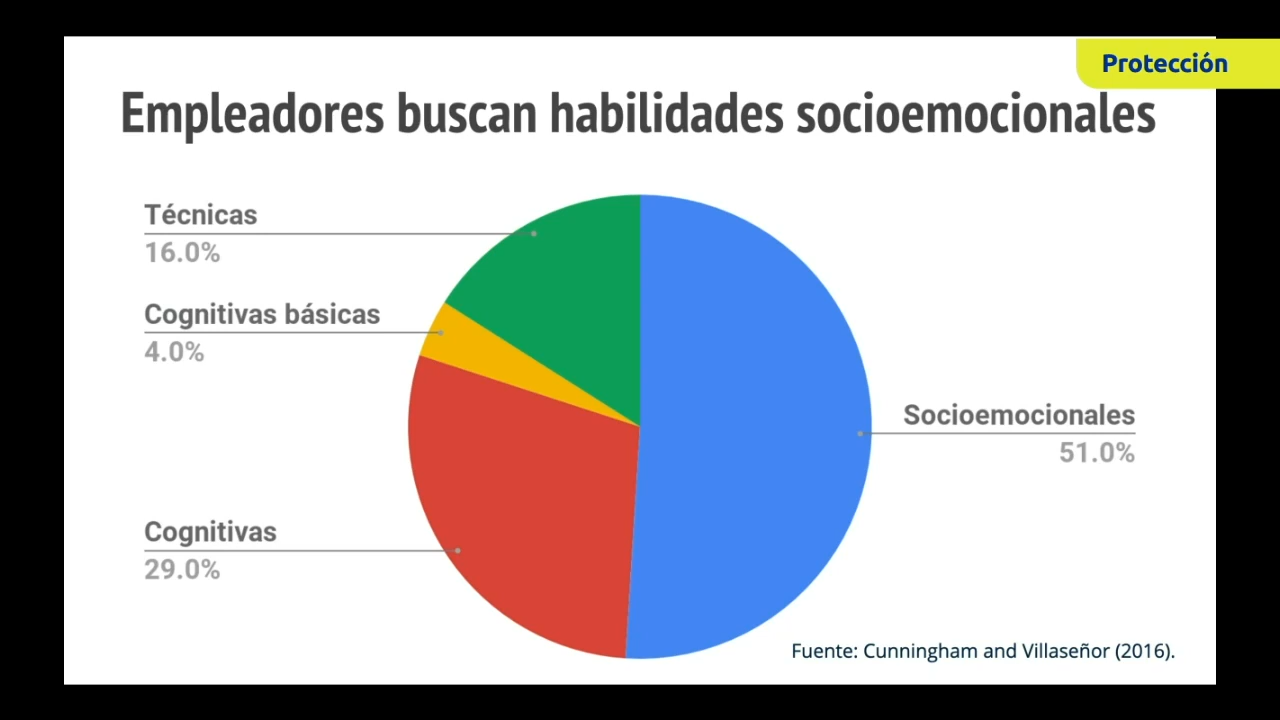 Protección
Empleadores buscan habilidades socioemocionales
Técnicas
16.0%
Cognitivas básicas
4.0%
Socioemocionales
51.0%
Cognitivas
29.0%
Fuente: Cunningham and Villaseñor (2016).